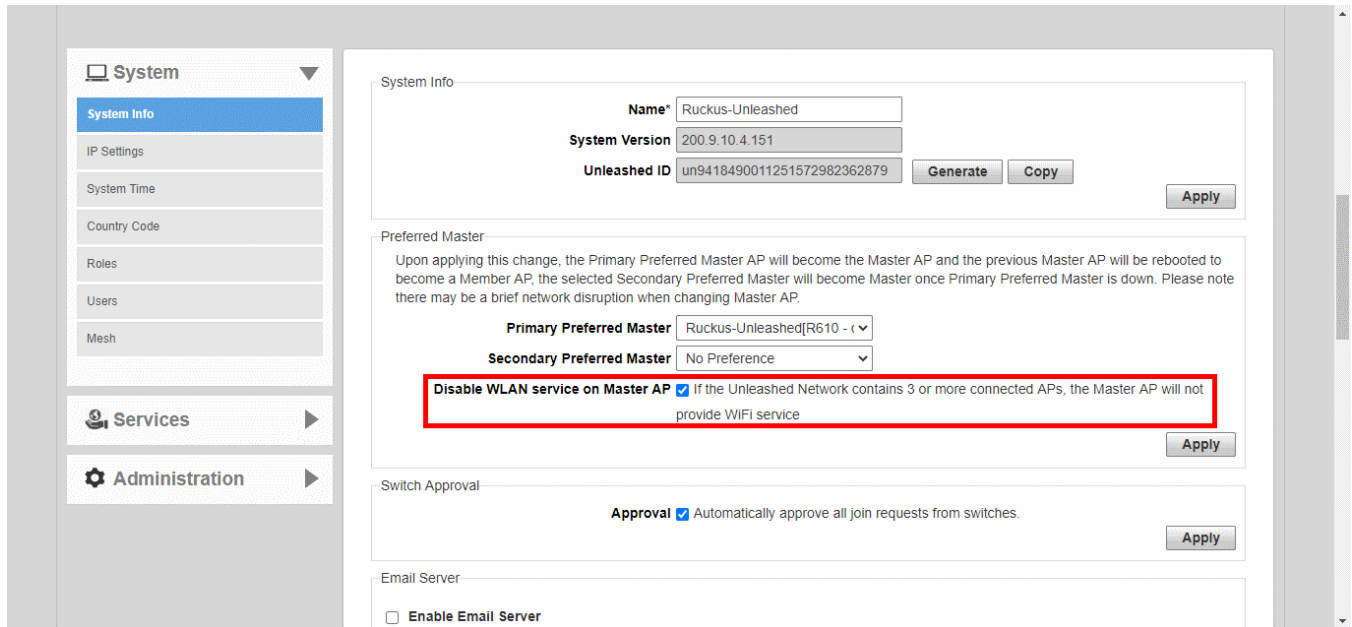 System
System Info
IP Settings
System Time
Country Code
Roles
Users
Mesh
Services
Administration
System Info
Name* Ruckus-Unleashed
System Version 200.9.10.4.151
Unleashed ID un94184900112515729823628​79 Generate Copy
Apply
Preferred Master
Upon applying this change, the Primary Preferred Master AP will become the Master AP and the previous Master AP will be rebooted to
become a Member AP, the selected Secondary Preferred Master will become Master once Primary Preferred Master is down. Please note
there may be a brief network disruption when changing Master AP.
Primary Preferred Master Ruckus-Unleashed[R610 - c
Secondary Preferred Master No Preference
Disable WLAN service on Master AP If the Unleashed Network contains 3 or more connected APs, the Master AP will not
provide WiFi service
Apply
Switch Approval
Approval Automatically approve all join requests from switches.
Apply
Email Server
Enable Email Server